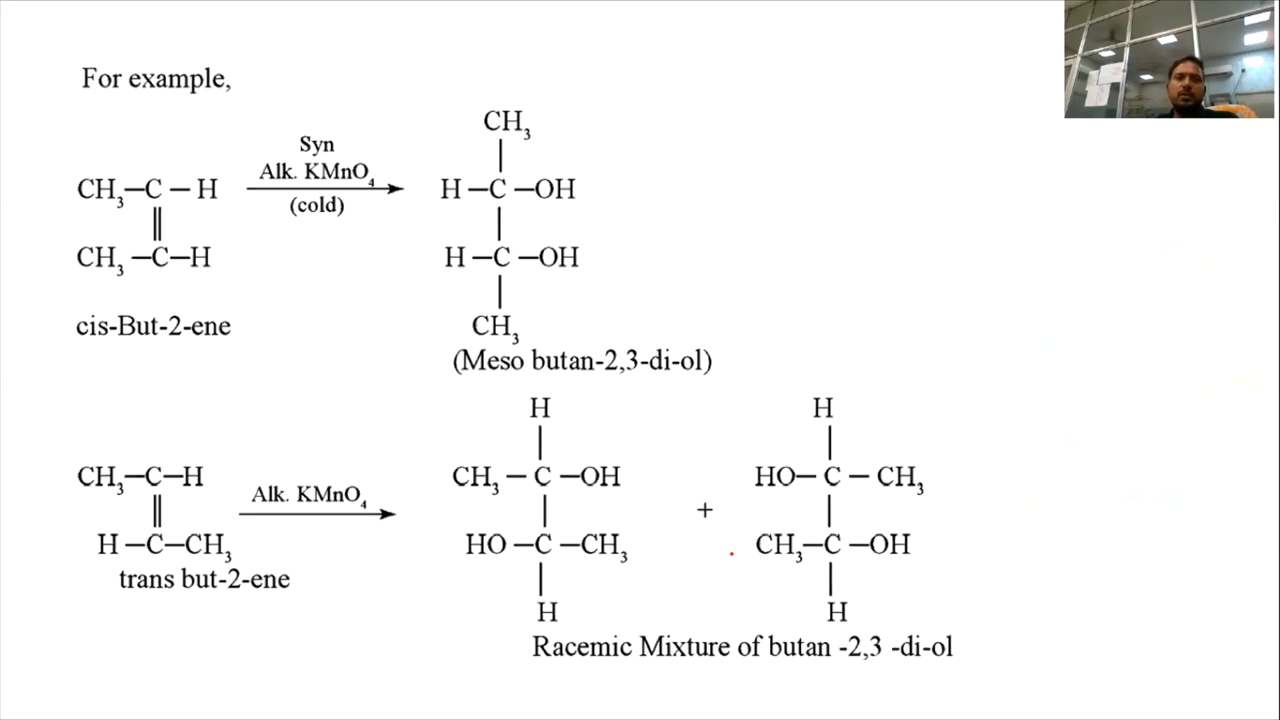 For example,
CH₃–C–H
||
CH₃–C–H
cis-But-2-ene
Syn
Alk. KMnO₄
(cold)
CH₃
|
H–C–OH
|
H–C–OH
|
CH₃
(Meso butan-2,3-di-ol)
CH₃–C–H
||
H–C–CH₃
trans but-2-ene
Alk. KMnO₄
H
|
CH₃–C–OH
|
HO–C–CH₃
|
H
+
H
|
HO–C–CH₃
|
CH₃–C–OH
|
H
Racemic Mixture of butan -2,3 -di-ol